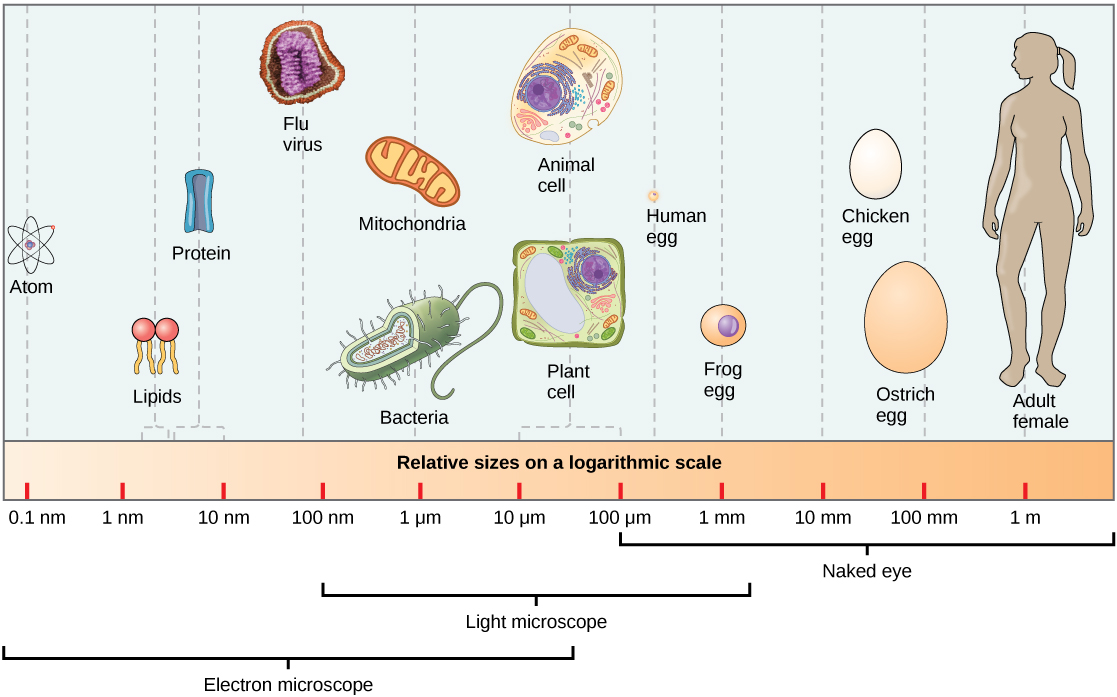 Flu
virus
Animal
cell
Mitochondria
Human
egg
Chicken
egg
Protein
Atom
Lipids
Bacteria
Plant
cell
Frog
egg
Ostrich
egg
Adult
female
Relative sizes on a logarithmic scale
0.1 nm 1 nm 10 nm 100 nm 1 µm 10 µm 100 µm 1 mm 10 mm 100 mm 1 m
Naked eye
Light microscope
Electron microscope